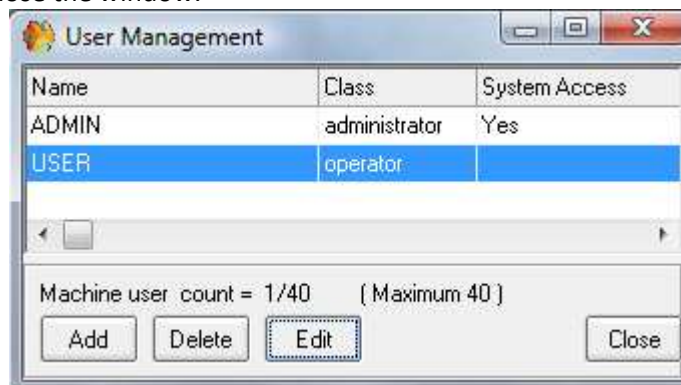 User Management
Name Class System Access
ADMIN administrator Yes
USER operator
Machine user count = 1/40 ( Maximum 40 )
Add Delete Edit Close